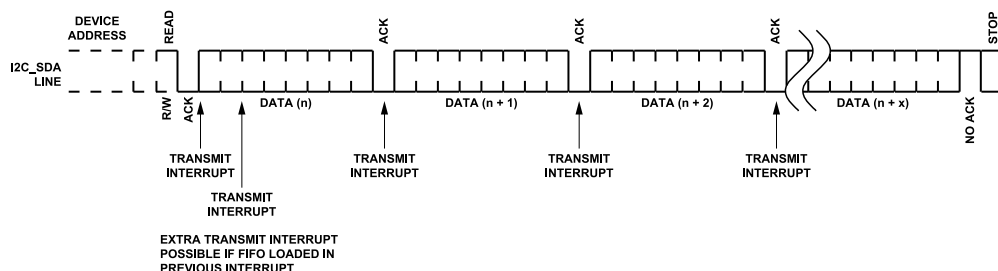 DEVICE
ADDRESS
READ
ACK
ACK
ACK
STOP
I2C_SDA
LINE
R/W
ACK
DATA (n)
DATA (n + 1)
DATA (n + 2)
DATA (n + x)
NO ACK
TRANSMIT
INTERRUPT
TRANSMIT
INTERRUPT
TRANSMIT
INTERRUPT
TRANSMIT
INTERRUPT
TRANSMIT
INTERRUPT
EXTRA TRANSMIT INTERRUPT
POSSIBLE IF FIFO LOADED IN
PREVIOUS INTERRUPT